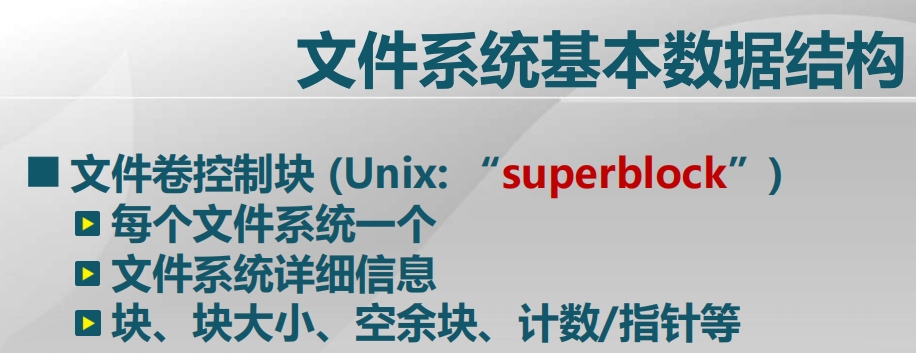 文件系统基本数据结构
文件卷控制块 (Unix: “superblock”)
每个文件系统一个
文件系统详细信息
块、块大小、空余块、计数/指针等